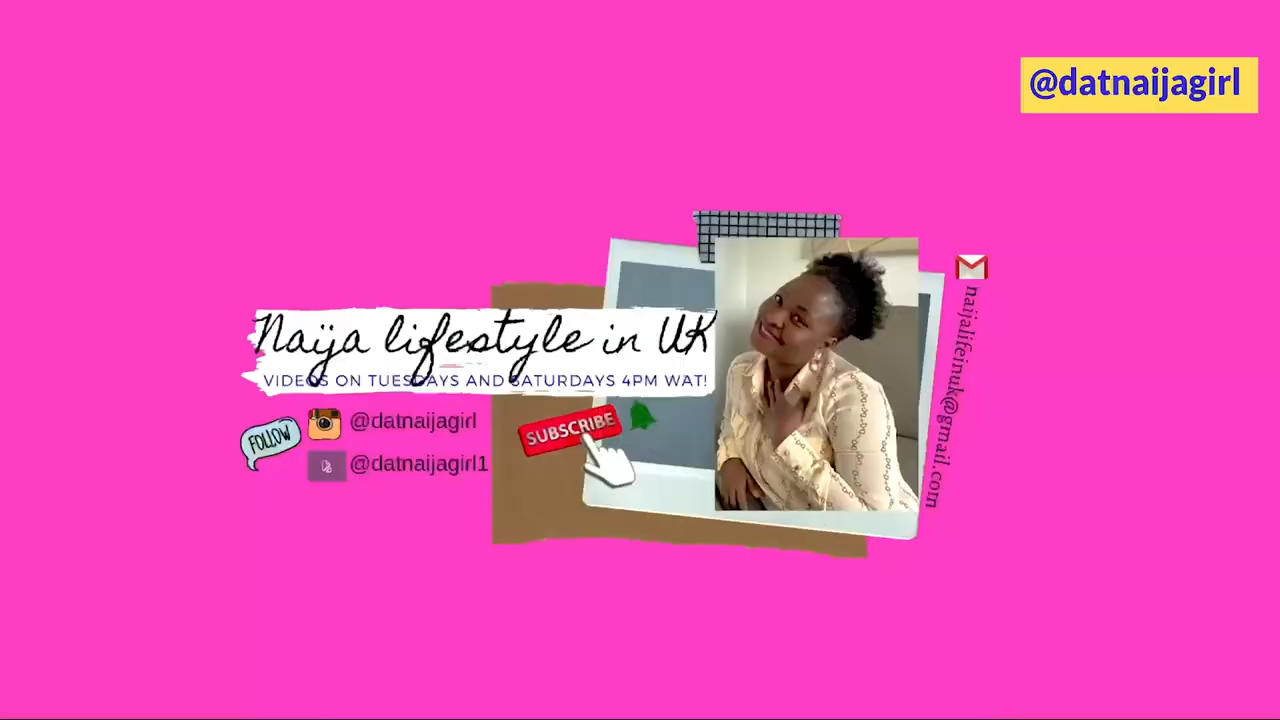 @datnaijagirl
Naija lifestyle in UK
VIDEOS ON TUESDAYS AND SATURDAYS 4PM WAT!
FOLLOW
@datnaijagirl
@datnaijagirl1
SUBSCRIBE
naijalifeinuk@gmail.com